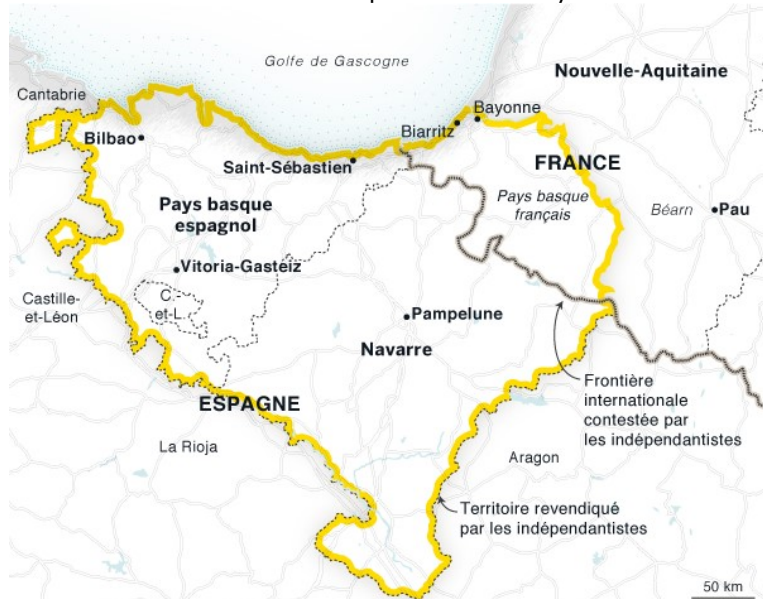 Golfe de Gascogne
Nouvelle-Aquitaine
Cantabrie
Bayonne
Biarritz
Bilbao
Saint-Sébastien
FRANCE
Pays basque
français
Pays basque
espagnol
Béarn
Pau
Vitoria-Gasteiz
C.-
et-L.
Castille-
et-Léon
Pampelune
Navarre
Frontière
internationale
contestée par
les indépendantistes
ESPAGNE
La Rioja
Aragon
Territoire revendiqué
par les indépendantistes
50 km